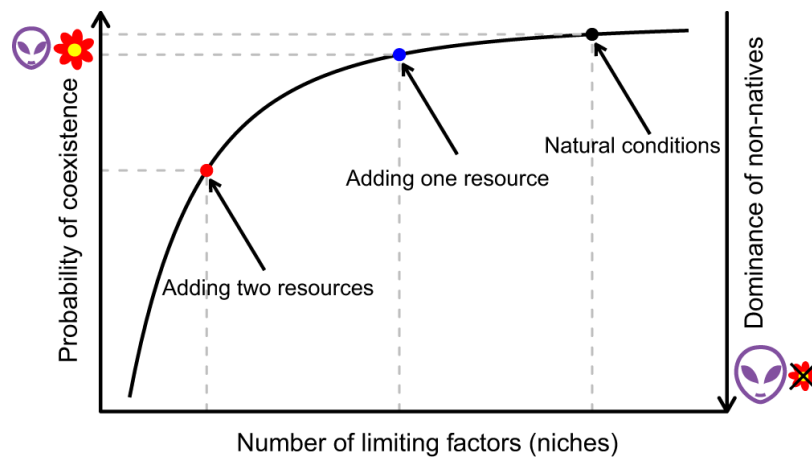 Probability of coexistence
Dominance of non-natives
Natural conditions
Adding one resource
Adding two resources
Number of limiting factors (niches)